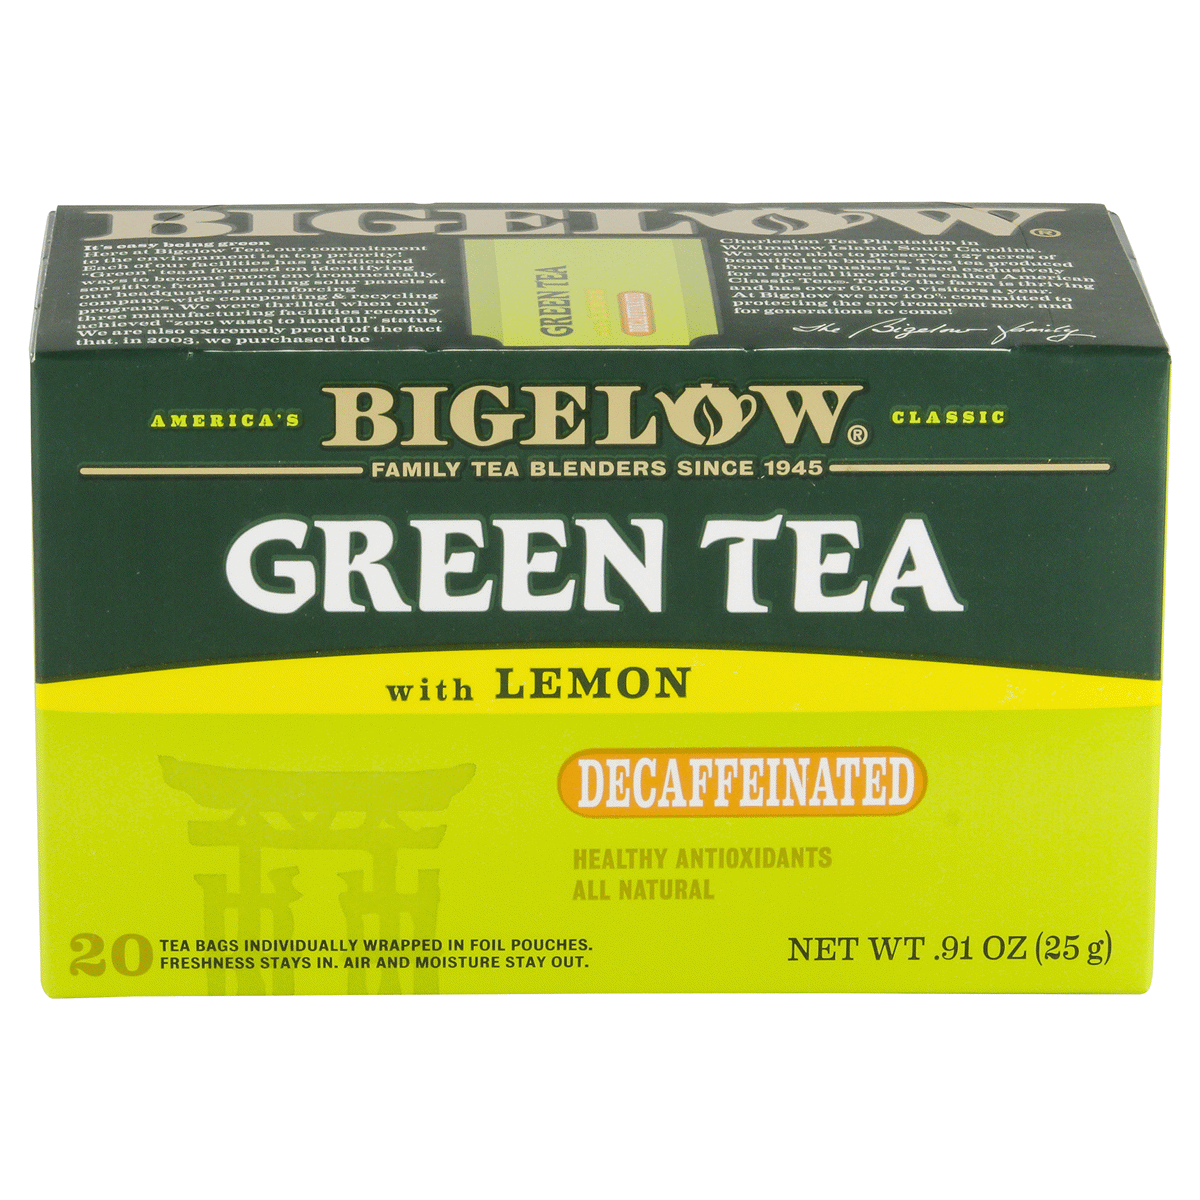 BIGELOW®
It's easy being green
Here at Bigelow Tea, our commitment
to the environment is a top priority!
Each of our facilities has a dedicated
"Green" team focused on identifying
ways to become more environmentally
sensitive, from installing solar panels at
our headquarters to enforcing
company-wide composting & recycling
programs. We were thrilled when our
three manufacturing facilities recently
achieved "zero waste to landfill" status.
We are also extremely proud of the fact
that, in 2003, we purchased the
GREEN TEA
with LEMON
DECAFFEINATED
Charleston Tea Plantation in
Wadmalaw Island, South Carolina.
We were able to preserve 127 acres of
beautiful tea bushes. The tea produced
from these bushes is used exclusively
for a special line of teas called American
Classic Tea®. Today the farm is thriving
and has over 60,000 visitors a year.
At Bigelow we are 100% committed to
protecting the environment now, and
for generations to come!
The Bigelow Family
AMERICA'S BIGELOW® CLASSIC
FAMILY TEA BLENDERS SINCE 1945
GREEN TEA
with LEMON
DECAFFEINATED
HEALTHY ANTIOXIDANTS
ALL NATURAL
20 TEA BAGS INDIVIDUALLY WRAPPED IN FOIL POUCHES.
FRESHNESS STAYS IN. AIR AND MOISTURE STAY OUT.
NET WT .91 OZ (25 g)